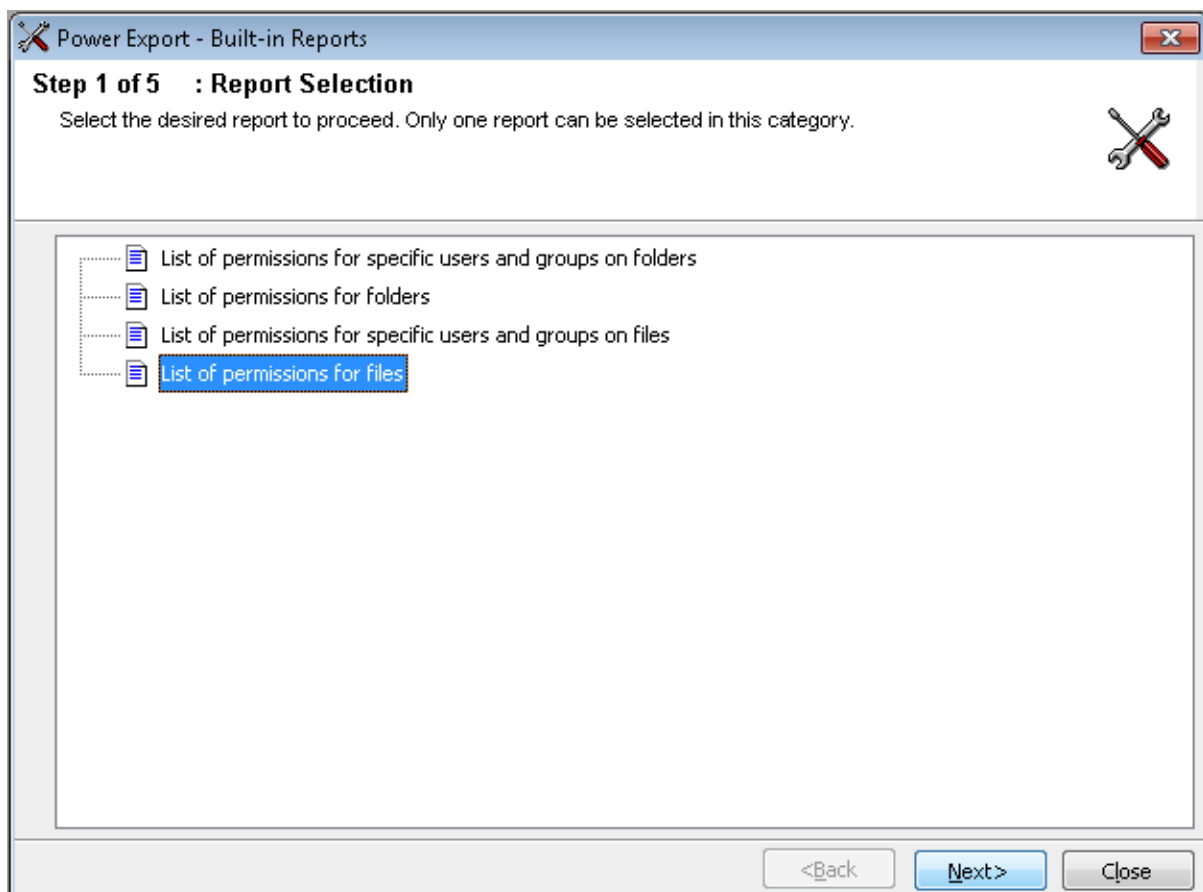 Power Export - Built-in Reports
Step 1 of 5 : Report Selection
Select the desired report to proceed. Only one report can be selected in this category.
List of permissions for specific users and groups on folders
List of permissions for folders
List of permissions for specific users and groups on files
List of permissions for files
<Back Next> Close